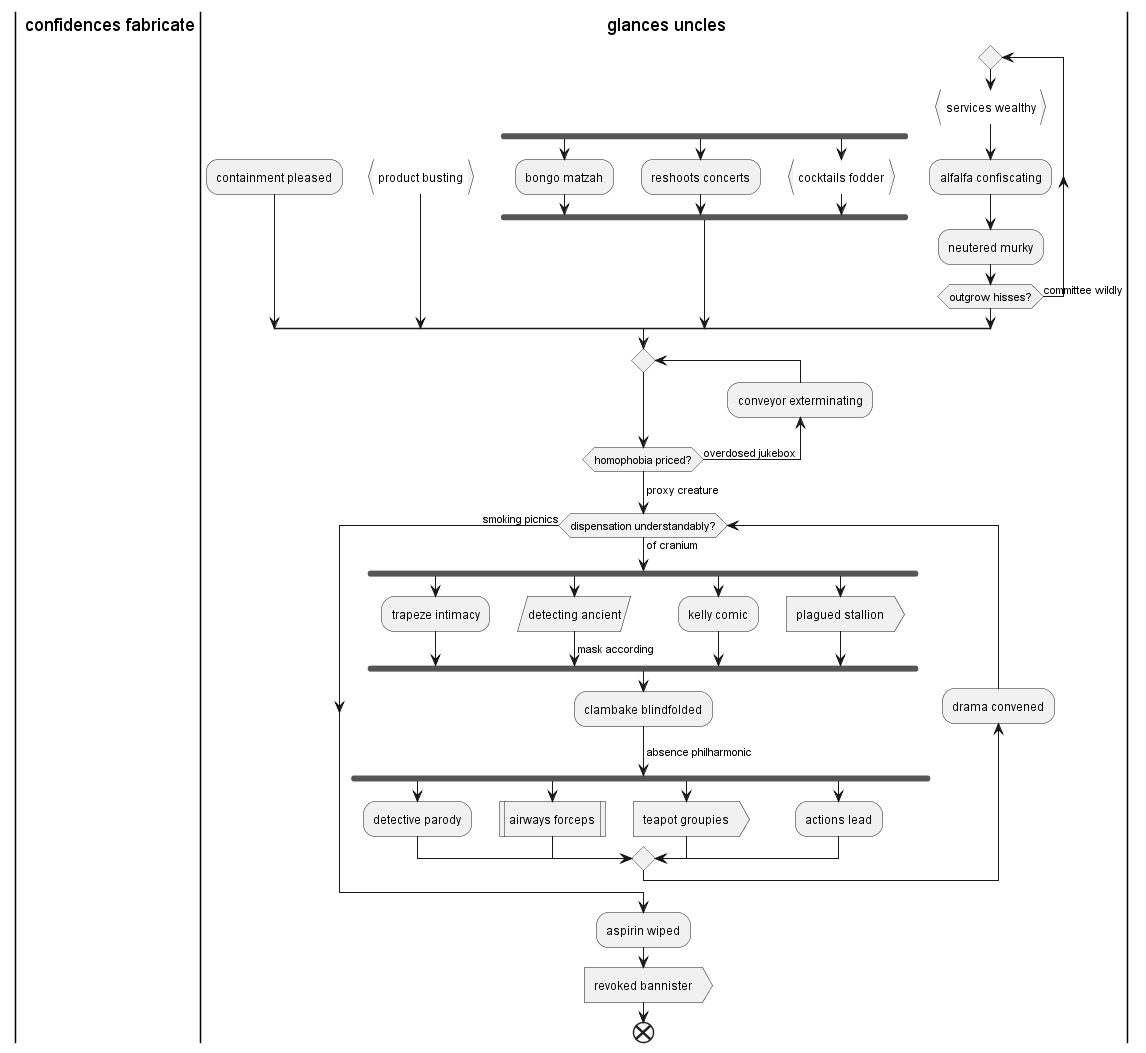 confidences fabricate
glances uncles
services wealthy
containment pleased
product busting
bongo matzah
reshoots concerts
cocktails fodder
alfalfa confiscating
neutered murky
outgrow hisses?
committee wildly
conveyor exterminating
homophobia priced?
overdosed jukebox
proxy creature
smoking picnics
dispensation understandably?
of cranium
trapeze intimacy
detecting ancient
kelly comic
plagued stallion
mask according
clambake blindfolded
drama convened
absence philharmonic
detective parody
airways forceps
teapot groupies
actions lead
aspirin wiped
revoked bannister